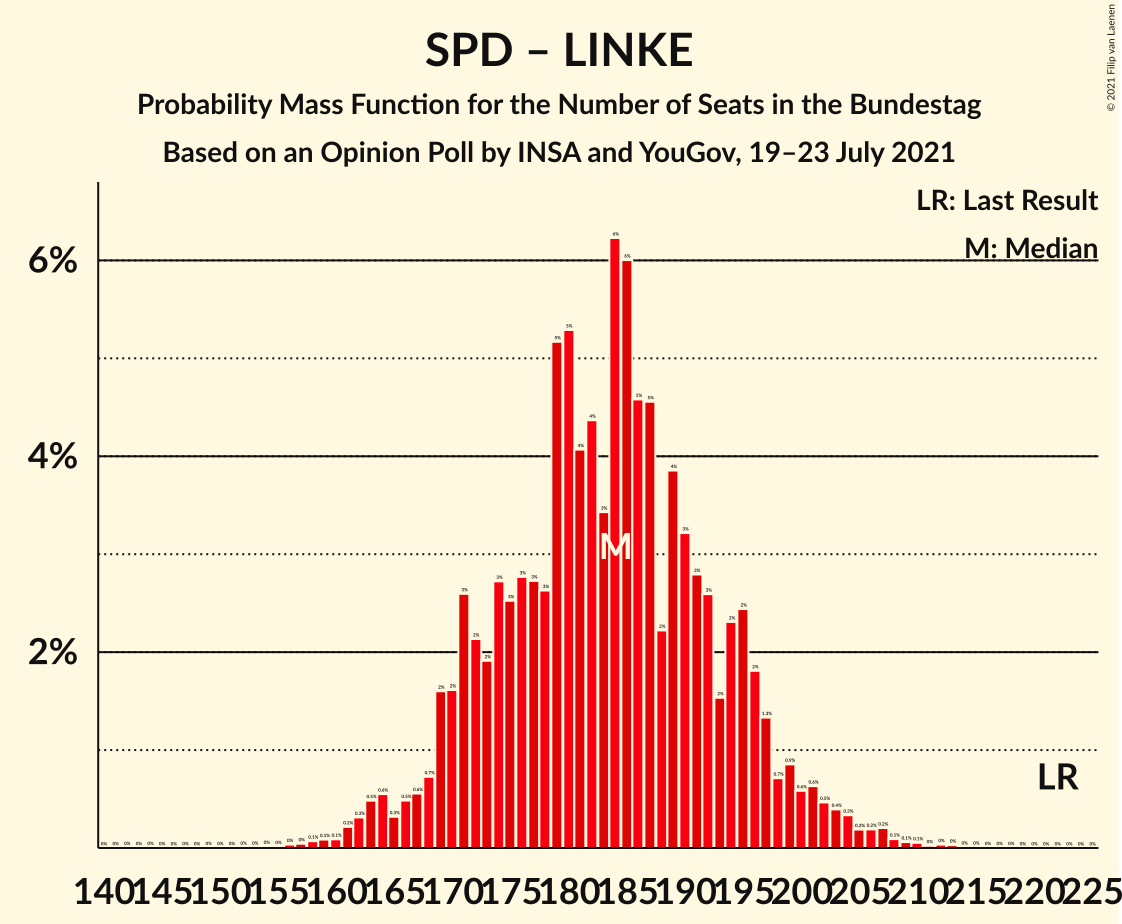 SPD – LINKE
Probability Mass Function for the Number of Seats in the Bundestag
Based on an Opinion Poll by INSA and YouGov, 19–23 July 2021
© 2021 Filip van Laenen
LR: Last Result
M: Median
6%
4%
2%
M
LR
140 145 150 155 160 165 170 175 180 185 190 195 200 205 210 215 220 225